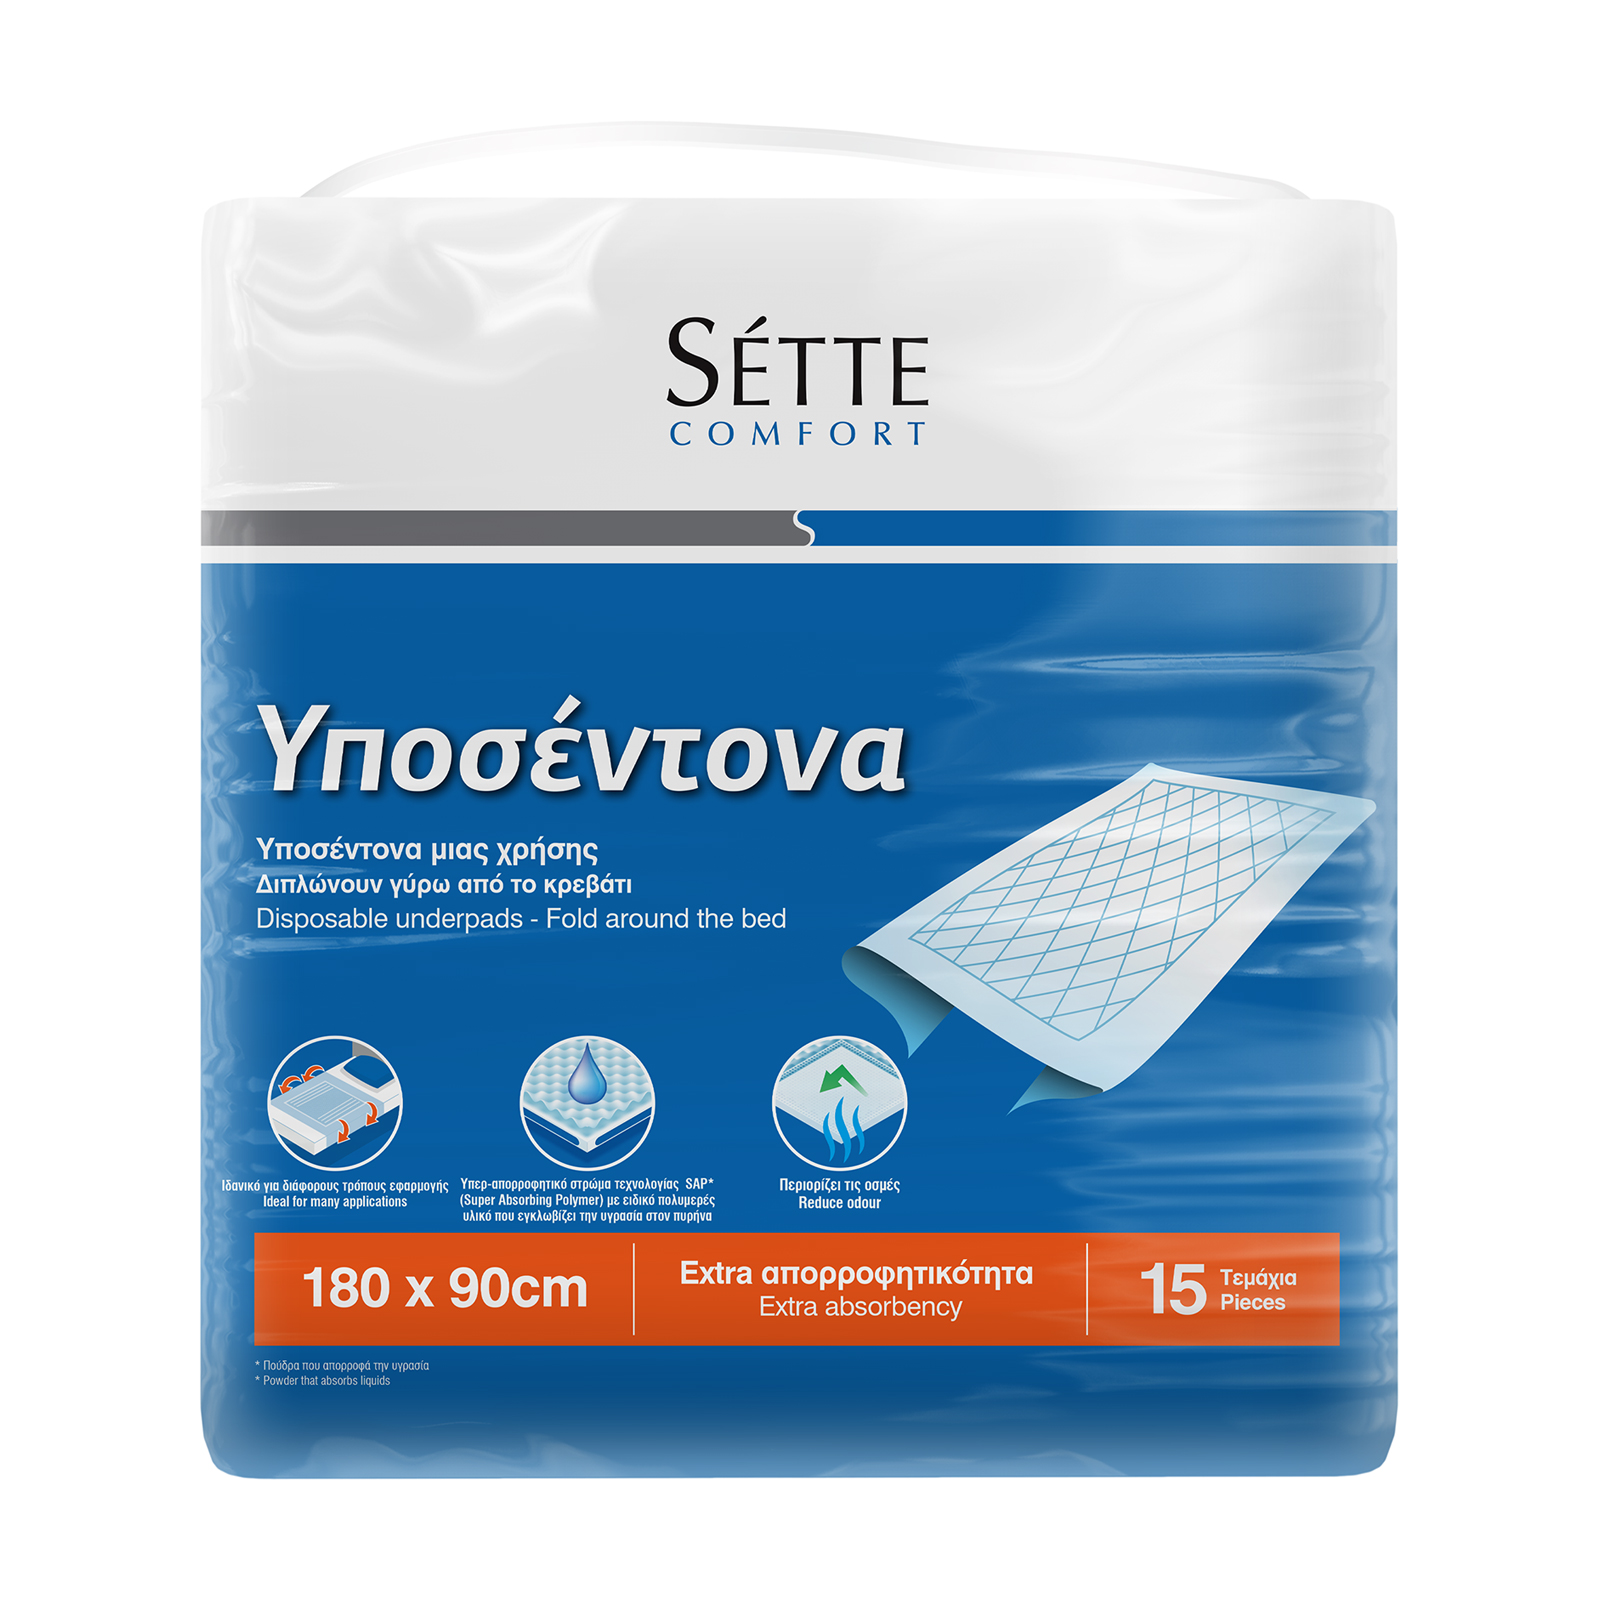 SÉTTE
COMFORT
Υποσέντονα
Υποσέντονα μιας χρήσης
Διπλώνουν γύρω από το κρεβάτι
Disposable underpads - Fold around the bed
Ιδανικό για διάφορους τρόπους εφαρμογής
Ideal for many applications
Υπερ-απορροφητικό στρώμα τεχνολογίας SAP*
(Super Absorbing Polymer) με ειδικό πολυμερές
υλικό που εγκλωβίζει την υγρασία στον πυρήνα
Περιορίζει τις οσμές
Reduce odour
180 x 90cm
Extra απορροφητικότητα
Extra absorbency
15 Τεμάχια
Pieces
* Πούδρα που απορροφά την υγρασία
* Powder that absorbs liquids